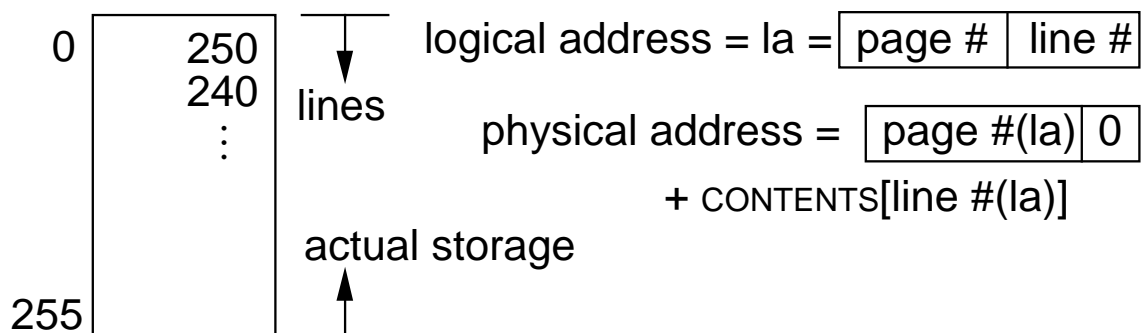 0 250
240
⋮
lines
actual storage
255
logical address = la = page # line #
physical address = page #(la) 0
+ CONTENTS[line #(la)]